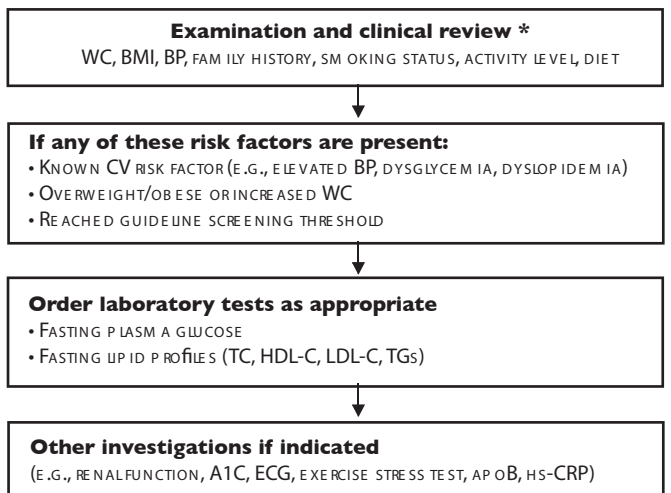 Examination and clinical review *
WC, BMI, BP, FAMILY HISTORY, SMOKING STATUS, ACTIVITY LEVEL, DIET
If any of these risk factors are present:
• KNOWN CV RISK FACTOR (E.G., ELEVATED BP, DYSGLYCEMIA, DYSLOPIDEMIA)
• OVERWEIGHT/OBESE OR INCREASED WC
• REACHED GUIDELINE SCREENING THRESHOLD
Order laboratory tests as appropriate
• FASTING PLASMA GLUCOSE
• FASTING LIPID PROfiLES (TC, HDL-C, LDL-C, TGS)
Other investigations if indicated
(E.G., RENAL FUNCTION, A1C, ECG, EXERCISE STRESS TEST, APOB, HS-CRP)